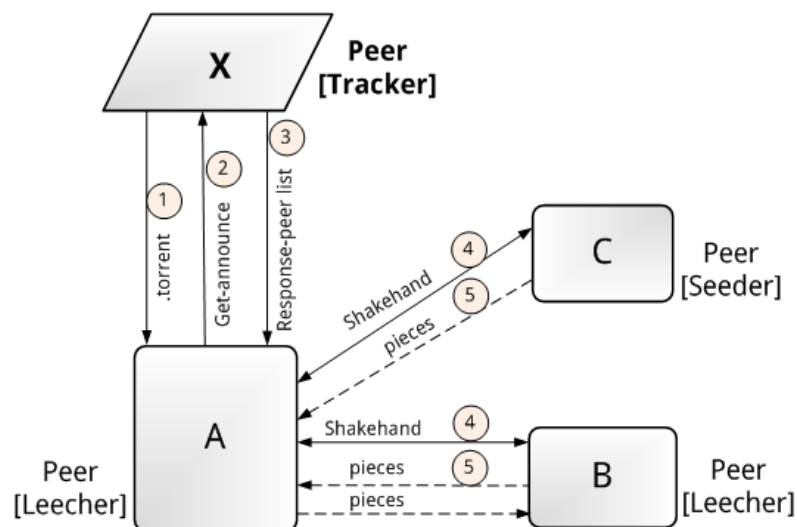 X
Peer
[Tracker]
1
.torrent
2
Get-announce
3
Response-peer list
4
Shakehand
5
pieces
C
Peer
[Seeder]
A
Peer
[Leecher]
Shakehand
4
pieces
5
pieces
B
Peer
[Leecher]